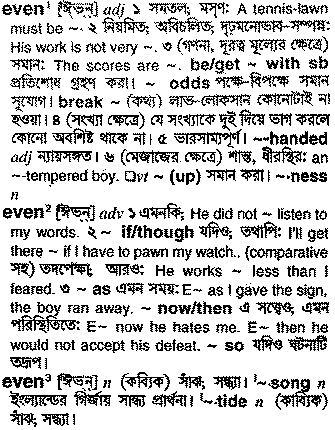 even¹ [ঈভ্‌ন্] adj ১ সমতল; মসৃণ: A tennis-lawn
must be ~. ২ নিয়মিত; অবিচলিত; দৃঢ়মনোভাব-সম্পন্ন:
His work is not very ~. ৩ (গণনা, দূরত্ব মূল্যের ক্ষেত্রে)
সমান: The scores are ~. be/get ~ with sb
প্রতিশোধ গ্রহণ করা। ~ odds পক্ষে-বিপক্ষে সমান
সুযোগ। break ~ (কথ্য) লাভ-লোকসান কোনোটাই না
হওয়া। ৪ (সংখ্যা ক্ষেত্রে) যে সংখ্যাকে দুই দিয়ে ভাগ করলে
কোনো অবশিষ্ট থাকে না। ৫ ভারসাম্যপূর্ণ। ~-handed
adj ন্যায়সঙ্গত। ৬ (মেজাজের ক্ষেত্রে) শান্ত, ধীরস্থির: an
~-tempered boy. □vt ~ (up) সমান করা। ~·ness
n
even² [ঈভ্‌ন্] adv ১ এমনকি; He did not ~ listen to
my words. ২ ~ if/though যদিও; তথাপি: I'll get
there ~ if I have to pawn my watch.. (comparative
সহ) তদপেক্ষা, আরও: He works ~ less than I
feared. ৩ ~ as এমন সময়: E~ as I gave the sign,
the boy ran away. ~ now/then এ সত্ত্বেও; এমন
পরিস্থিতিতে: E~ now he hates me. E~ then he
would not accept his defeat. ~ so যদিও ঘটনাটি
তদ্রূপ।
even³ [ঈভ্‌ন্] n (কাব্যিক) সাঁঝ; সন্ধ্যা। ˈ~·song n
ইংল্যান্ডের গির্জায় সান্ধ্য প্রার্থনা। ˈ~·tide n (কাব্যিক)
সাঁঝ; সন্ধ্যা।